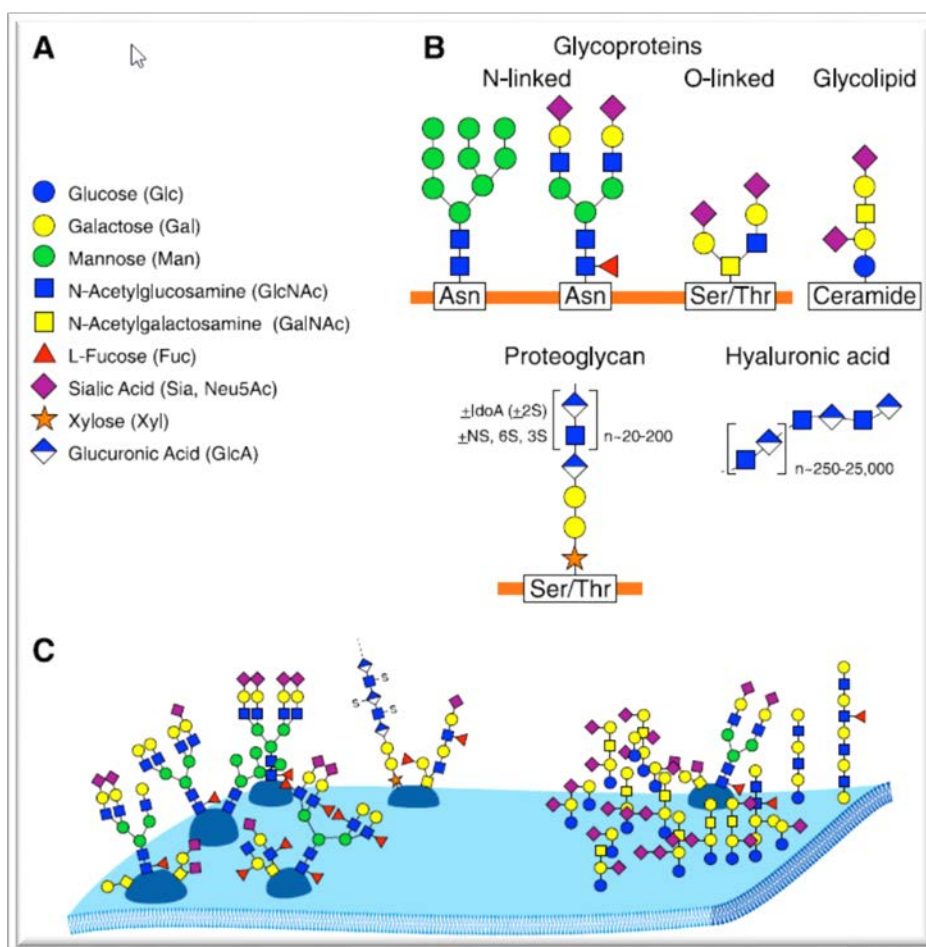 A
Glucose (Glc)
Galactose (Gal)
Mannose (Man)
N-Acetylglucosamine (GlcNAc)
N-Acetylgalactosamine (GalNAc)
L-Fucose (Fuc)
Sialic Acid (Sia, Neu5Ac)
Xylose (Xyl)
Glucuronic Acid (GlcA)
B
Glycoproteins
N-linked O-linked Glycolipid
Asn Asn Ser/Thr Ceramide
Proteoglycan
±IdoA (±2S)
±NS, 6S, 3S
n~20-200
Ser/Thr
Hyaluronic acid
n~250-25,000
C
S
S
S